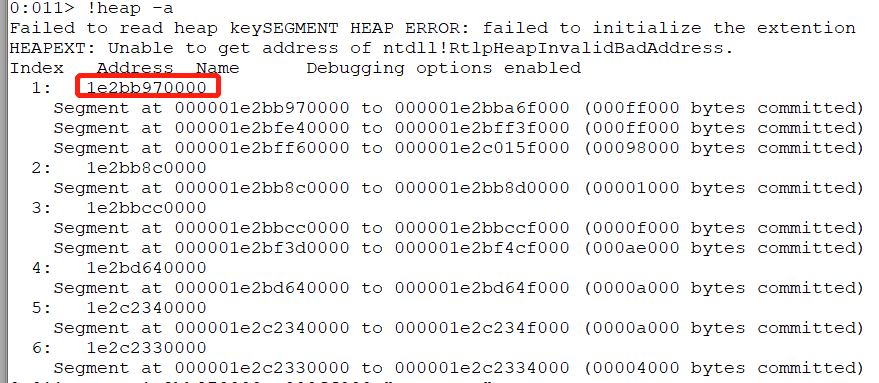 0:011> !heap -a
Failed to read heap keySEGMENT HEAP ERROR: failed to initialize the extention
HEAPEXT: Unable to get address of ntdll!RtlpHeapInvalidBadAddress.
Index   Address  Name      Debugging options enabled
  1:   1e2bb970000
    Segment at 000001e2bb970000 to 000001e2bba6f000 (000ff000 bytes committed)
    Segment at 000001e2bfe40000 to 000001e2bff3f000 (000ff000 bytes committed)
    Segment at 000001e2bff60000 to 000001e2c015f000 (00098000 bytes committed)
  2:   1e2bb8c0000
    Segment at 000001e2bb8c0000 to 000001e2bb8d0000 (00001000 bytes committed)
  3:   1e2bbcc0000
    Segment at 000001e2bbcc0000 to 000001e2bbccf000 (0000f000 bytes committed)
    Segment at 000001e2bf3d0000 to 000001e2bf4cf000 (000ae000 bytes committed)
  4:   1e2bd640000
    Segment at 000001e2bd640000 to 000001e2bd64f000 (0000a000 bytes committed)
  5:   1e2c2340000
    Segment at 000001e2c2340000 to 000001e2c234f000 (0000a000 bytes committed)
  6:   1e2c2330000
    Segment at 000001e2c2330000 to 000001e2c2334000 (00004000 bytes committed)